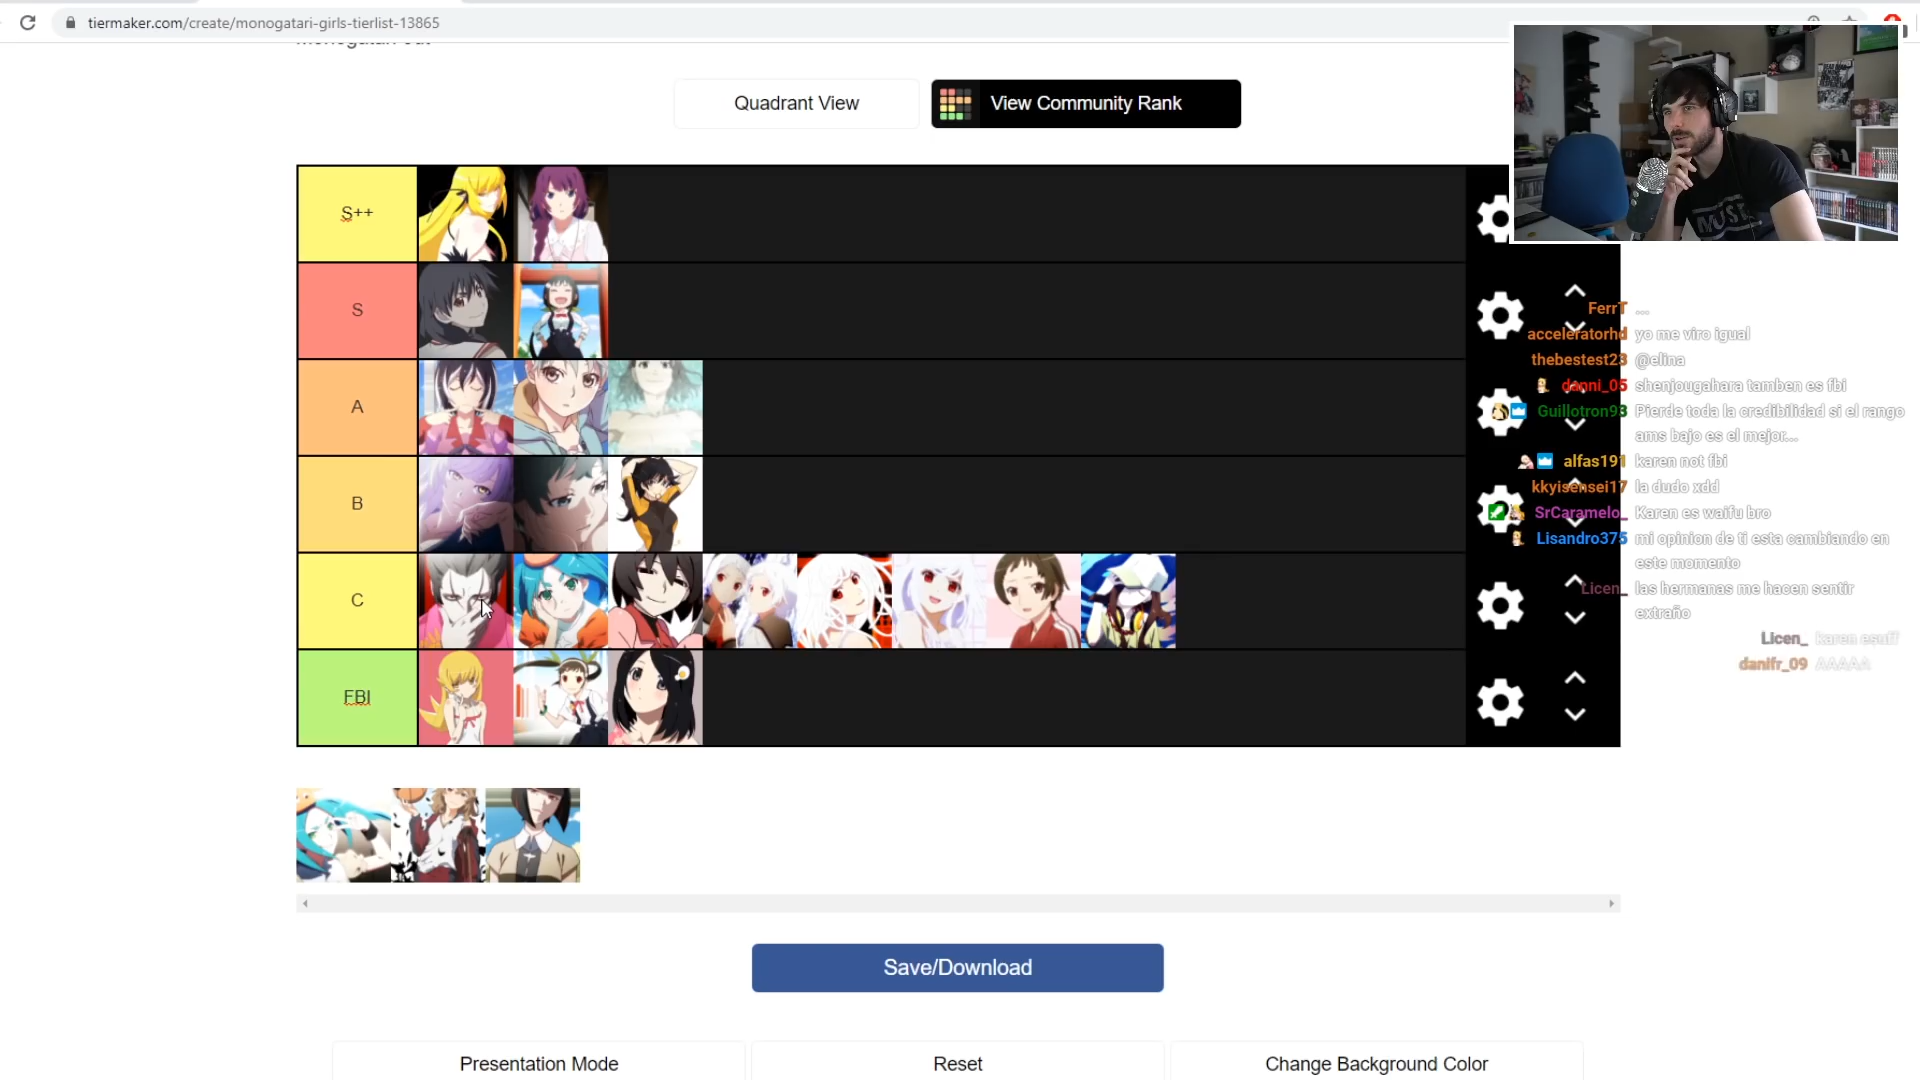 tiermaker.com/create/monogatari-girls-tierlist-13865
Quadrant View
View Community Rank
S++
S
A
B
C
FBI
MUST
FerrT ...
acceleratorhd yo me viro igual
thebestest23 @elina
danni_05 shenjougahara tamben es fbi
Guillotron93 Pierde toda la credibilidad si el rango
ams bajo es el mejor...
alfas191 karen not fbi
kkyisensei17 la dudo xdd
SrCaramelo_ Karen es waifu bro
Lisandro375 mi opinion de ti esta cambiando en
este momento
Licen_ las hermanas me hacen sentir
extraño
Licen_ karen esuff
danifr_09 AAAAA
Save/Download
Presentation Mode
Reset
Change Background Color